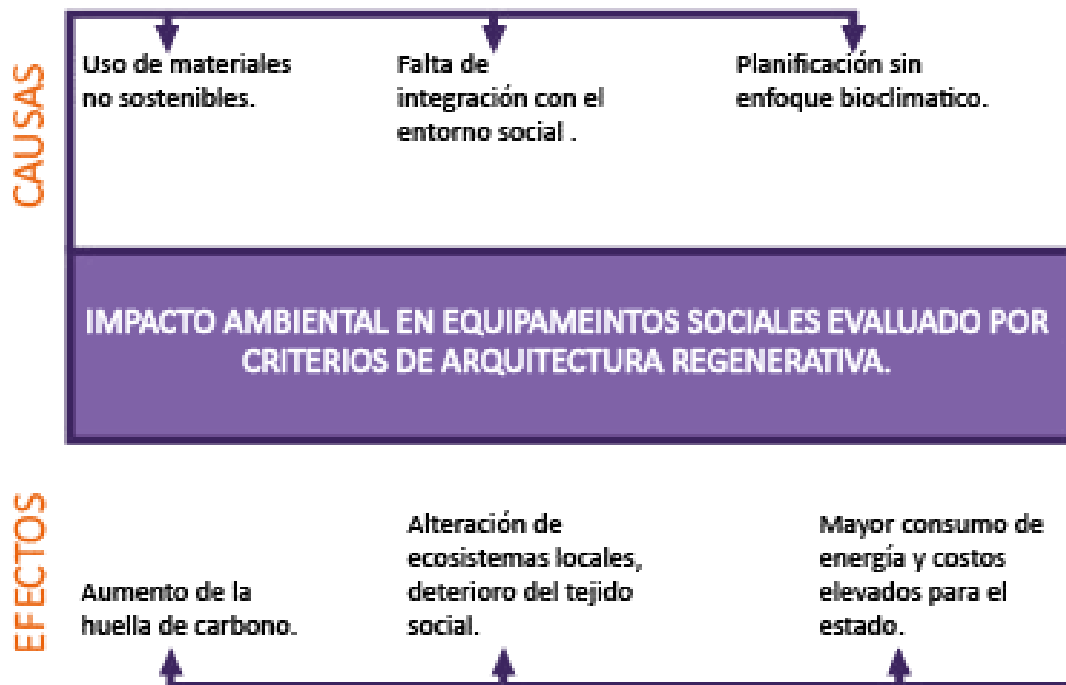 CAUSAS
Uso de materiales
no sostenibles.
Falta de
integración con el
entorno social .
Planificación sin
enfoque bioclimatico.
IMPACTO AMBIENTAL EN EQUIPAMEINTOS SOCIALES EVALUADO POR
CRITERIOS DE ARQUITECTURA REGENERATIVA.
EFECTOS
Aumento de la
huella de carbono.
Alteración de
ecosistemas locales,
deterioro del tejido
social.
Mayor consumo de
energía y costos
elevados para el
estado.